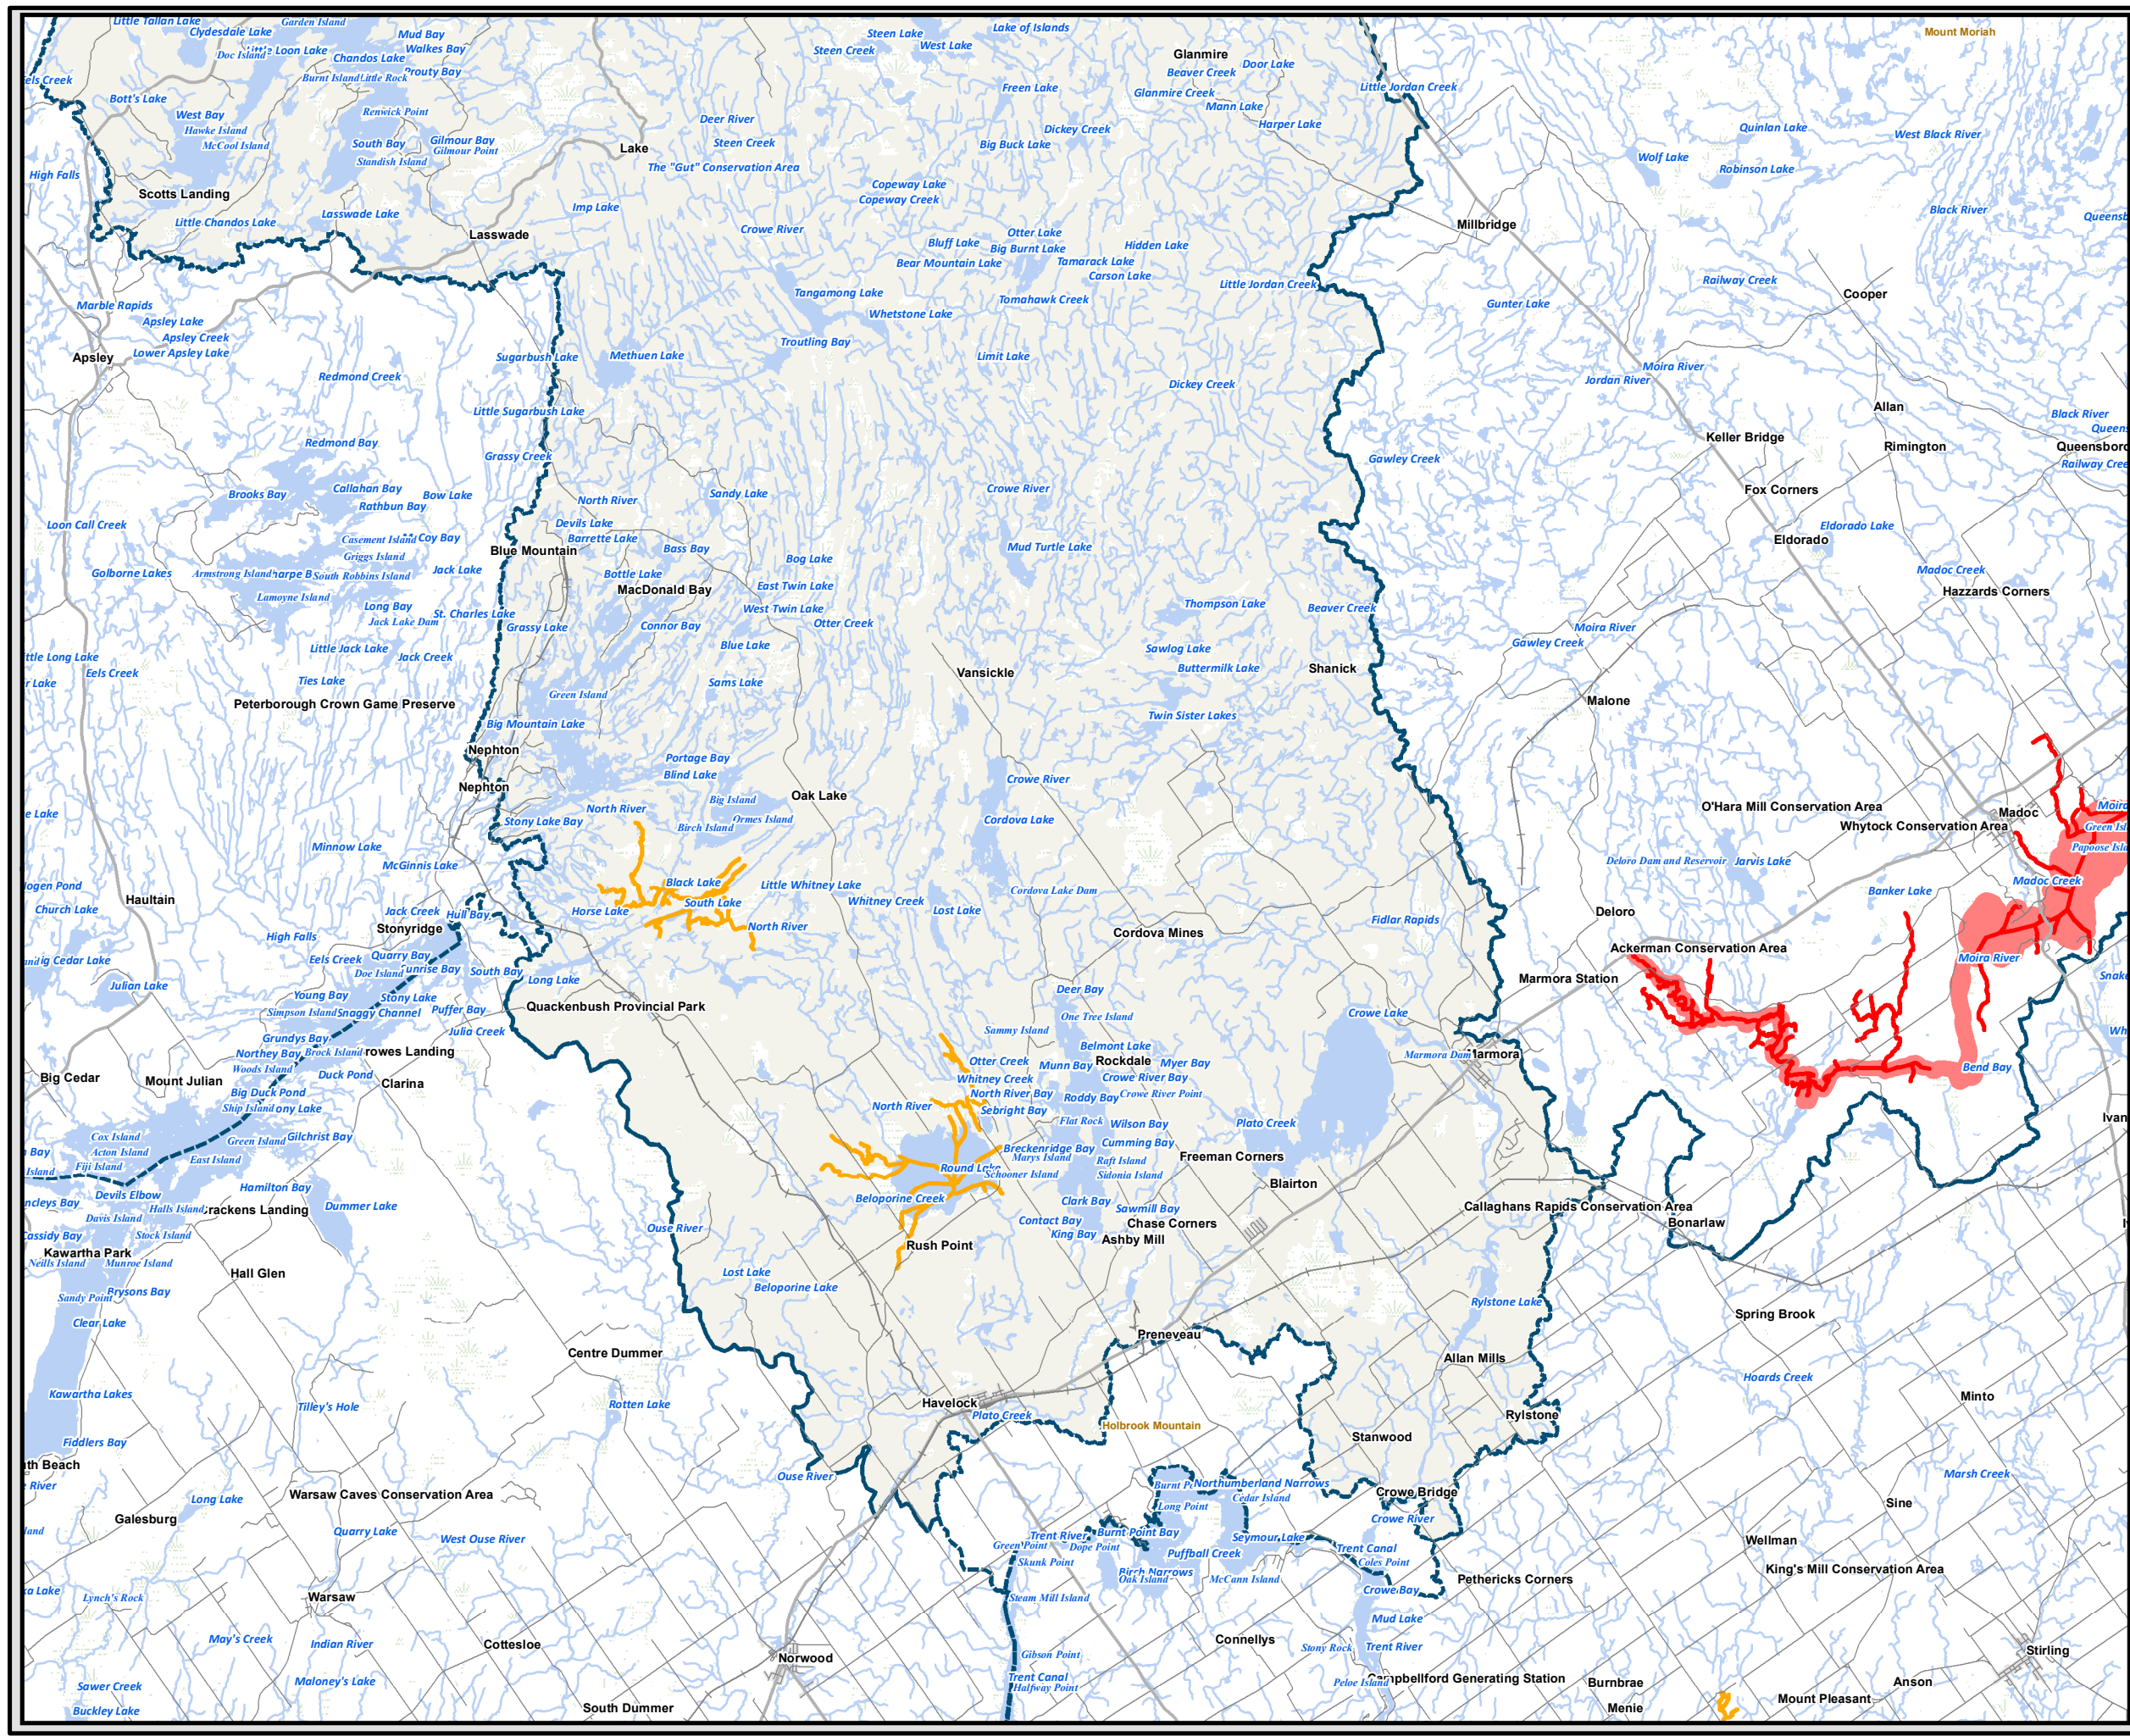 Little Tallan Lake
Clydesdale Lake
Garden Island
Doc Island
Little Loon Lake
Mud Bay
Walkes Bay
Chandos Lake
Prouty Bay
Burnt Island
Little Rock
Bott's Lake
West Bay
Hawke Island
McCool Island
Renwick Point
South Bay
Gilmour Bay
Gilmour Point
Standish Island
High Falls
Scotts Landing
Little Chandos Lake
Lasswade Lake
Lasswade
Lake
Imp Lake
Steen Lake
Steen Creek
West Lake
Lake of Islands
Glanmire
Beaver Creek
Door Lake
Glanmire Creek
Mann Lake
Harper Lake
Freen Lake
Deer River
Steen Creek
Dickey Creek
Big Buck Lake
The "Gut" Conservation Area
Copeway Lake
Copeway Creek
Crowe River
Bluff Lake
Otter Lake
Big Burnt Lake
Bear Mountain Lake
Hidden Lake
Tamarack Lake
Carson Lake
Tomahawk Creek
Little Jordan Creek
Little Jordan Creek
Mount Moriah
Quinlan Lake
West Black River
Wolf Lake
Robinson Lake
Black River
Millbridge
Railway Creek
Cooper
Gunter Lake
Tangamong Lake
Whetstone Lake
Troutling Bay
Limit Lake
Dickey Creek
Methuen Lake
Marble Rapids
Apsley Lake
Apsley Creek
Lower Apsley Lake
Apsley
Sugarbush Lake
Redmond Creek
Little Sugarbush Lake
Redmond Bay
Grassy Creek
Moira River
Jordan River
Allan
Black River
Keller Bridge
Rimington
Gawley Creek
Fox Corners
Eldorado Lake
Eldorado
Madoc Creek
Hazzards Corners
Brooks Bay
Callahan Bay
Rathbun Bay
Bow Lake
Loon Call Creek
Casement Island
Coy Bay
Griggs Island
Golborne Lakes
Armstrong Island
South Robbins Island
Jack Lake
Lamoyne Island
Long Bay
Jack Lake Dam
St. Charles Lake
Little Jack Lake
Jack Creek
Eels Creek
Ties Lake
Peterborough Crown Game Preserve
North River
Sandy Lake
Crowe River
Devils Lake
Barrette Lake
Blue Mountain
Bass Bay
Bog Lake
Mud Turtle Lake
Bottle Lake
MacDonald Bay
East Twin Lake
West Twin Lake
Otter Creek
Grassy Lake
Connor Bay
Blue Lake
Thompson Lake
Beaver Creek
Sawlog Lake
Buttermilk Lake
Shanick
Vansickle
Sams Lake
Green Island
Big Mountain Lake
Twin Sister Lakes
Moira River
Gawley Creek
Malone
Nephton
Nephton
Portage Bay
Blind Lake
Oak Lake
Big Island
Ormes Island
Birch Island
North River
Stony Lake Bay
Crowe River
Cordova Lake
Minnow Lake
McGinnis Lake
O'Hara Mill Conservation Area
Madoc
Whytock Conservation Area
Deloro Dam and Reservoir
Jarvis Lake
Madoc Creek
Banker Lake
Church Lake
Haultain
Jack Creek
Hull Bay
Stonyridge
High Falls
Eels Creek
Quarry Bay
Doe Island
South Bay
Long Lake
Julian Lake
Young Bay
Stony Lake
Simpson Island
Snaggy Channel
Puffer Bay
Julia Creek
Grundys Bay
Northey Bay
Brock Island
Woods Island
Duck Pond
Clarina
Big Cedar
Mount Julian
Big Duck Pond
Ship Island
Cox Island
Acton Island
Fiji Island
Green Island
Gilchrist Bay
East Island
Black Lake
Little Whitney Lake
South Lake
Whitney Creek
Lost Lake
Horse Lake
North River
Cordova Lake Dam
Fidlar Rapids
Cordova Mines
Quackenbush Provincial Park
Deloro
Ackerman Conservation Area
Marmora Station
Moira River
Bend Bay
Deer Bay
One Tree Island
Sammy Island
Crowe Lake
Belmont Lake
Rockdale
Marmora Dam
Marmora
Otter Creek
Munn Bay
Myer Bay
Whitney Creek
Crowe River Bay
North River Bay
Roddy Bay
Crowe River Point
North River
Sebright Bay
Flat Rock
Wilson Bay
Plato Creek
Breckenridge Bay
Cumming Bay
Marys Island
Raft Island
Freeman Corners
Round Lake
Schooner Island
Sidonia Island
Blairton
Beloporine Creek
Clark Bay
Sawmill Bay
Contact Bay
Chase Corners
King Bay
Ashby Mill
Rush Point
Callaghans Rapids Conservation Area
Bonarlaw
Devils Elbow
Davis Island
Halls Island
Hamilton Bay
Dummer Lake
Stock Island
Kawartha Park
Neills Island
Munroe Island
Hall Glen
Sandy Point
Brysons Bay
Clear Lake
Ouse River
Lost Lake
Beloporine Lake
Rylstone Lake
Spring Brook
Preneveau
Allan Mills
Centre Dummer
Kawartha Lakes
Tilley's Hole
Rotten Lake
Havelock
Plato Creek
Holbrook Mountain
Rylstone
Stanwood
Hoards Creek
Minto
Fiddlers Bay
Ouse River
Northumberland Narrows
Cedar Island
Long Point
Crowe Bridge
Crowe River
Marsh Creek
Sine
Warsaw Caves Conservation Area
Long Lake
Galesburg
Quarry Lake
West Ouse River
Trent River
Burnt Point Bay
Green Point
Dope Point
Seymour Lake
Skunk Point
Puffball Creek
Trent Canal
Coles Point
Wellman
Birch Narrows
Oak Island
McCann Island
King's Mill Conservation Area
Pethericks Corners
Crowe Bay
Steam Mill Island
Lynch's Rock
Warsaw
Mud Lake
May's Creek
Indian River
Cottesloe
Norwood
Connellys
Stony Rock
Trent River
Stirling
Gibson Point
Trent Canal
Halfway Point
Peloe Island
Campbellford Generating Station
Burnbrae
Anson
Mount Pleasant
Menie
Sawer Creek
Maloney's Lake
Buckley Lake
South Dummer